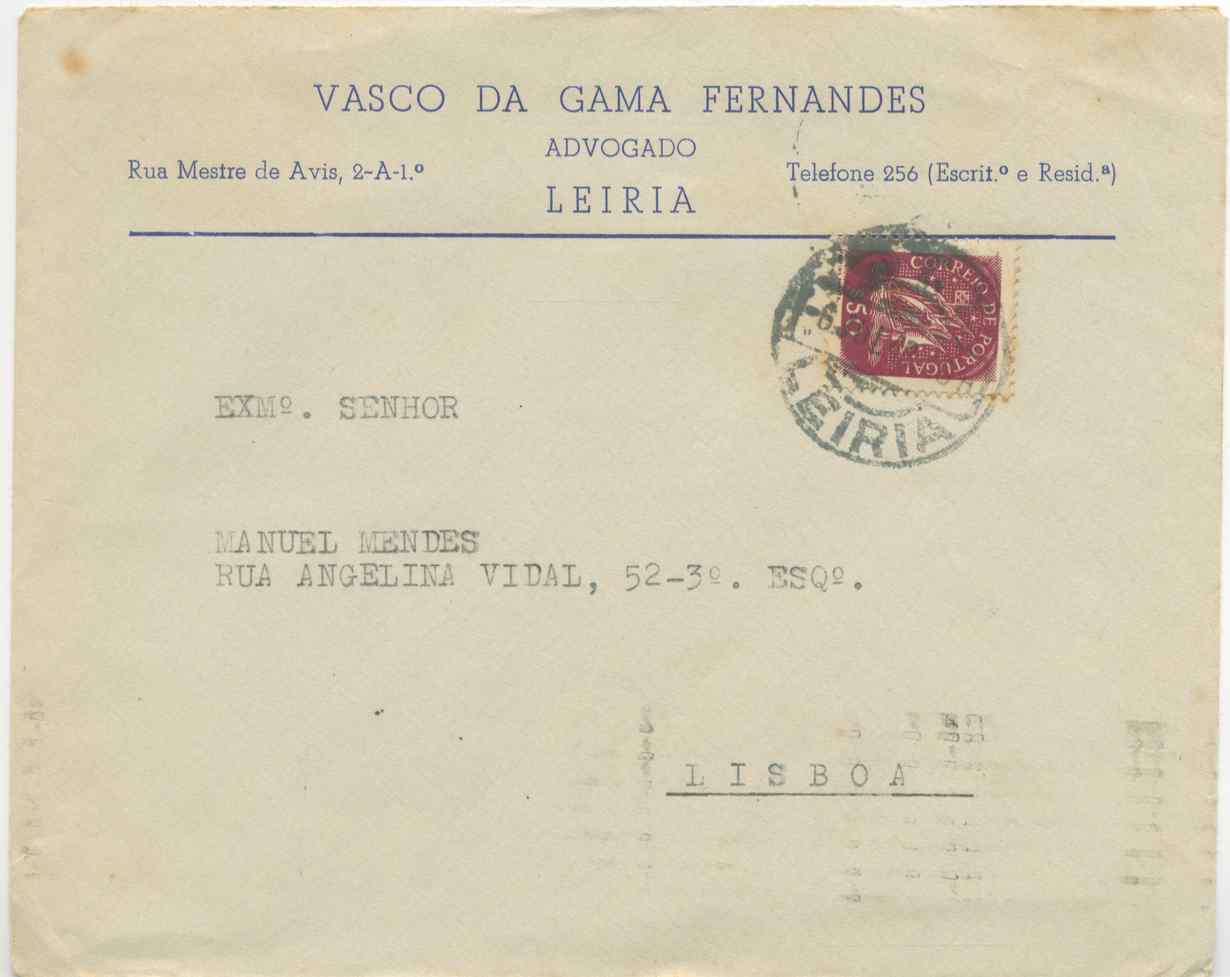 VASCO DA GAMA FERNANDES
ADVOGADO
Rua Mestre de Avis, 2-A-1.º
Telefone 256 (Escrit.º e Resid.ª)
LEIRIA
CORREIO DE PORTUGAL
50
LEIRIA
EXMº. SENHOR
MANUEL MENDES
RUA ANGELINA VIDAL, 52-3º. ESQº.
LISBOA